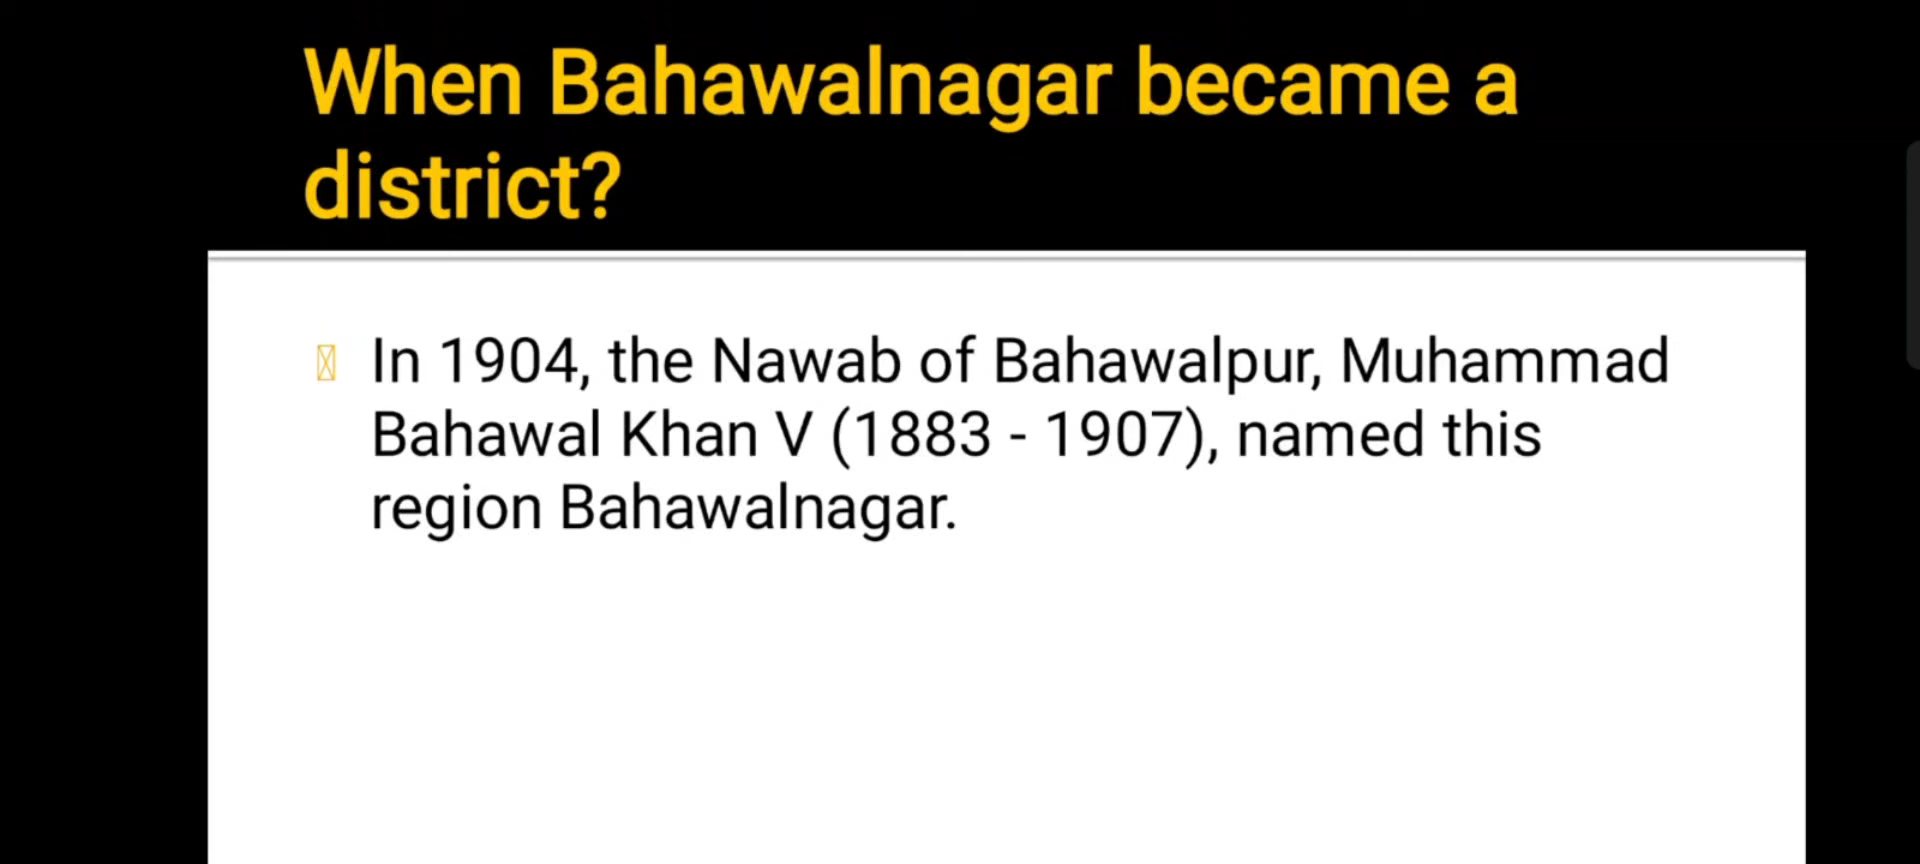 When Bahawalnagar became a
district?
In 1904, the Nawab of Bahawalpur, Muhammad
Bahawal Khan V (1883 - 1907), named this
region Bahawalnagar.